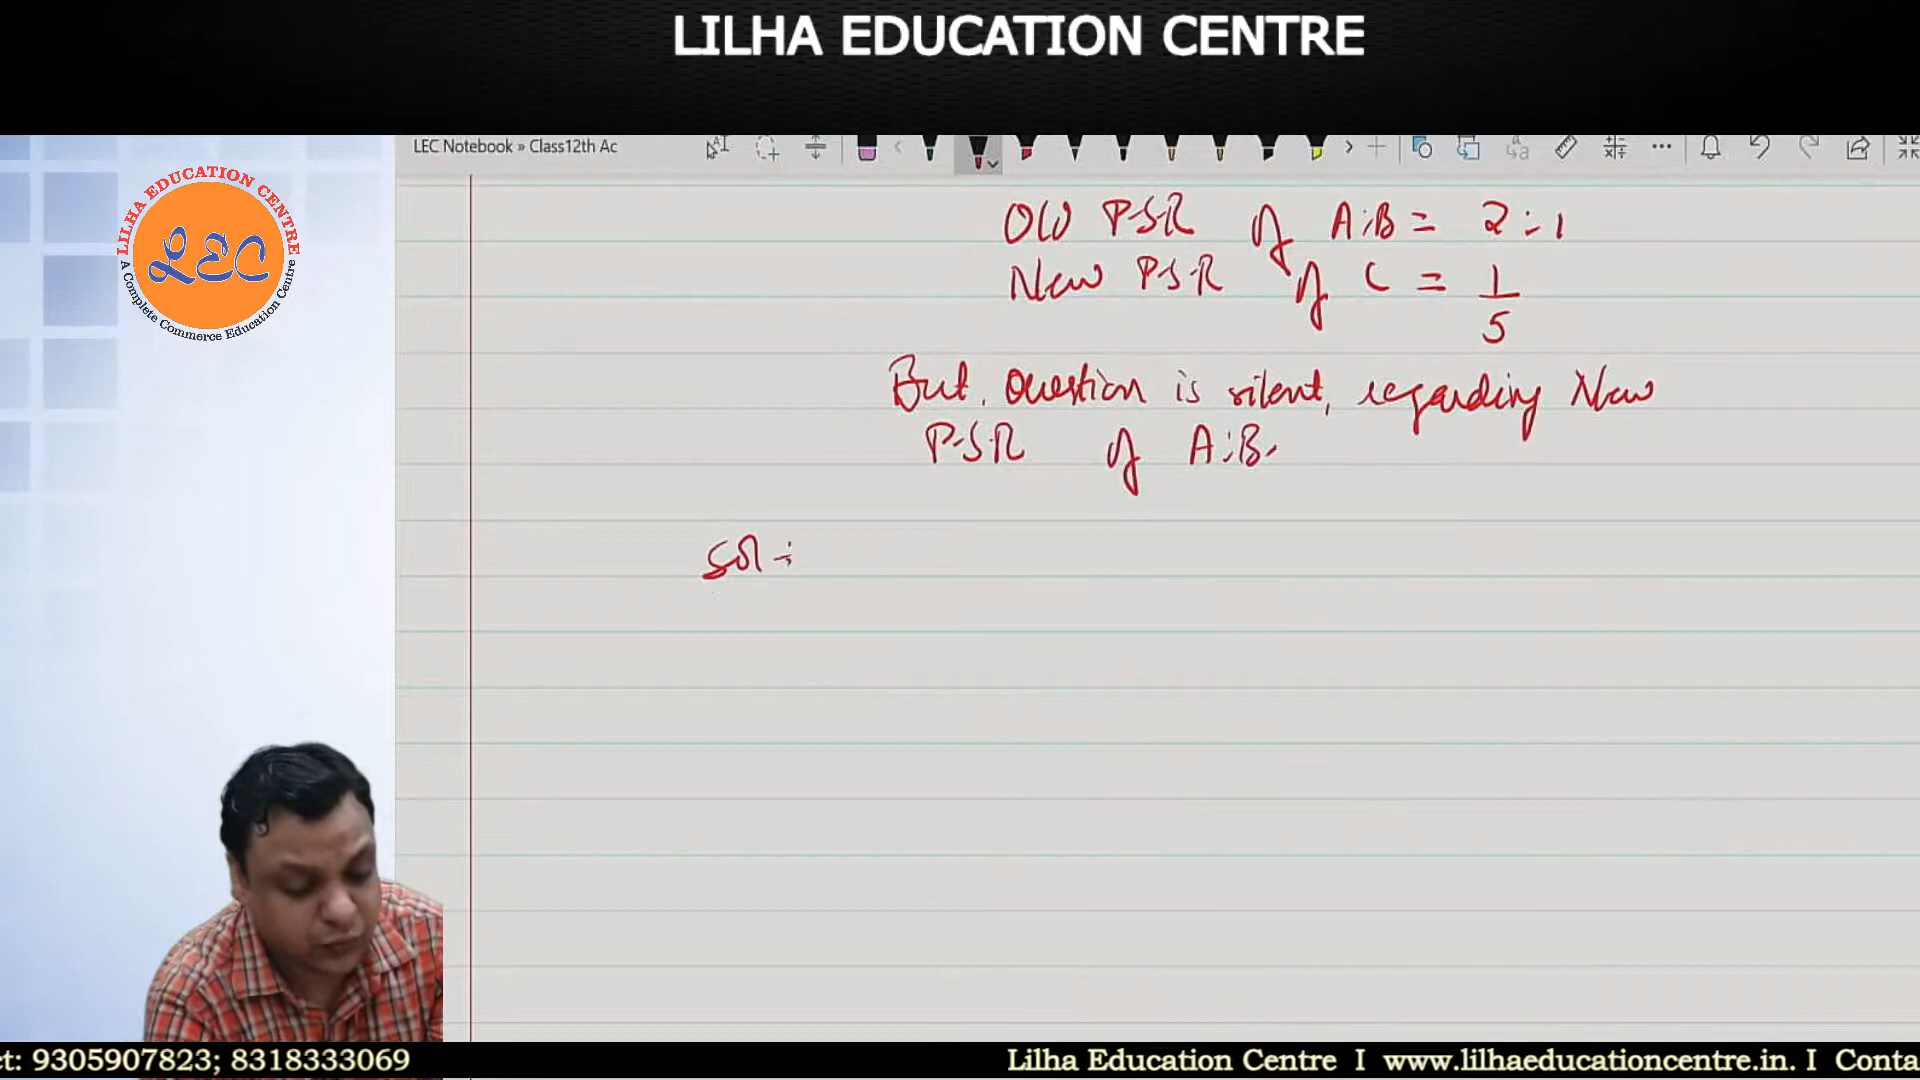 LILHA EDUCATION CENTRE
LEC Notebook » Class12th Ac
LILHA EDUCATION CENTRE
LEC
A Complete Commerce Education Centre
Old P.S.R of A:B = 2:1
New P.S.R of C = 1/5
But, Question is silent, regarding New
P.S.R of A:B.
Sol :-
ct: 9305907823; 8318333069
Lilha Education Centre I www.lilhaeducationcentre.in. I Conta